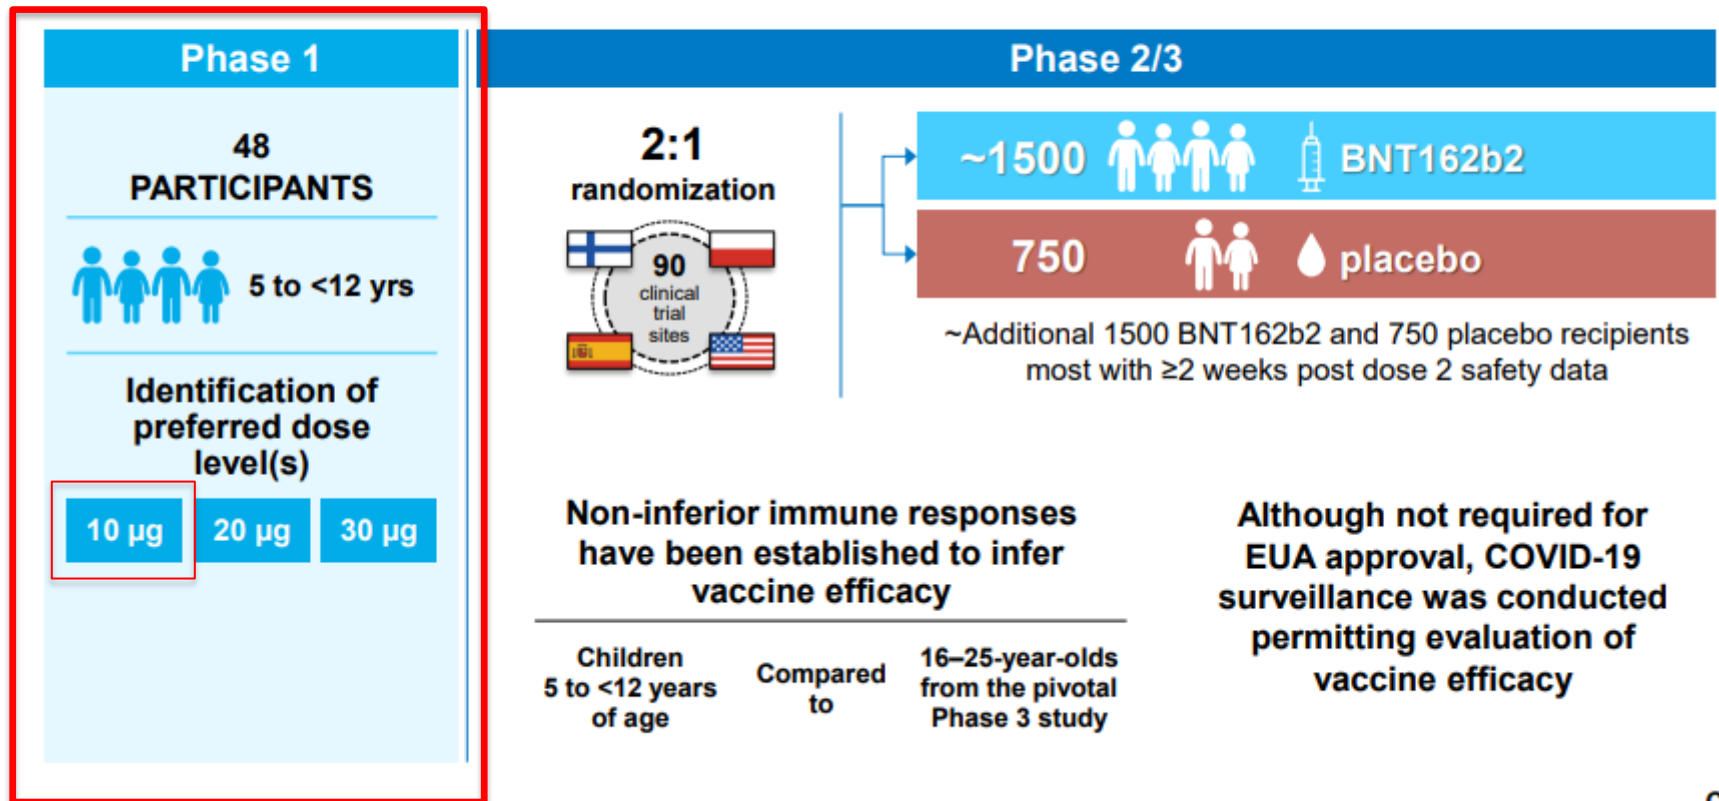 Phase 1
48
PARTICIPANTS
5 to <12 yrs
Identification of
preferred dose
level(s)
10 µg
20 µg
30 µg
Phase 2/3
2:1
randomization
90
clinical
trial
sites
~1500
BNT162b2
750
placebo
~Additional 1500 BNT162b2 and 750 placebo recipients
most with ≥2 weeks post dose 2 safety data
Non-inferior immune responses
have been established to infer
vaccine efficacy
Children
5 to <12 years
of age
Compared
to
16–25-year-olds
from the pivotal
Phase 3 study
Although not required for
EUA approval, COVID-19
surveillance was conducted
permitting evaluation of
vaccine efficacy